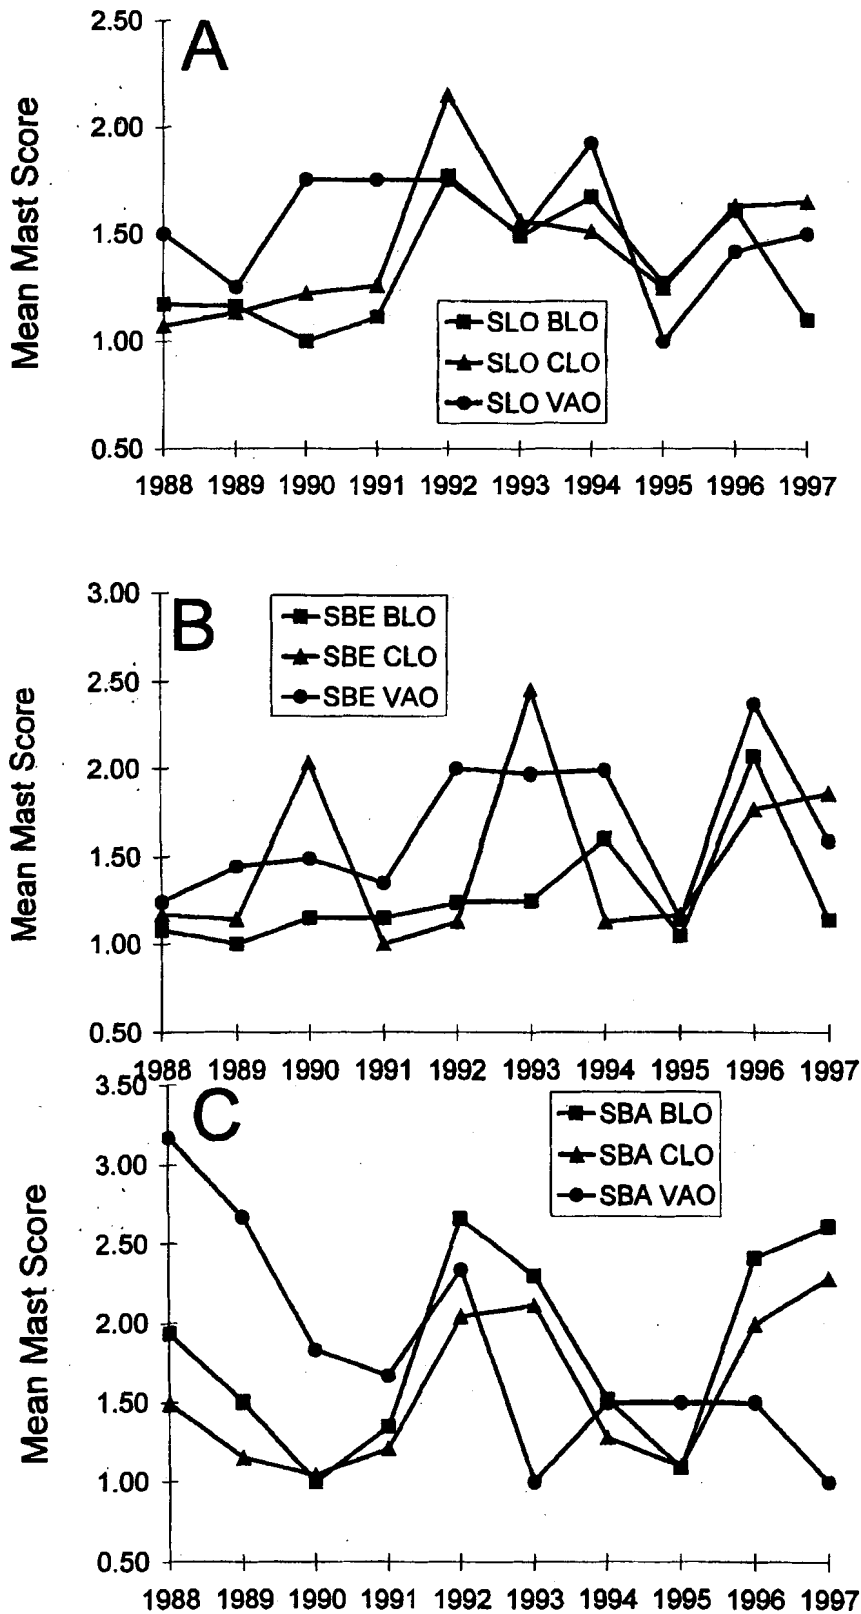 A
Mean Mast Score
2.50
2.00
1.50
1.00
0.50
SLO BLO
SLO CLO
SLO VAO
1988 1989 1990 1991 1992 1993 1994 1995 1996 1997
B
Mean Mast Score
3.00
2.50
2.00
1.50
1.00
0.50
SBE BLO
SBE CLO
SBE VAO
1988 1989 1990 1991 1992 1993 1994 1995 1996 1997
C
Mean Mast Score
3.50
3.00
2.50
2.00
1.50
1.00
0.50
SBA BLO
SBA CLO
SBA VAO
1988 1989 1990 1991 1992 1993 1994 1995 1996 1997